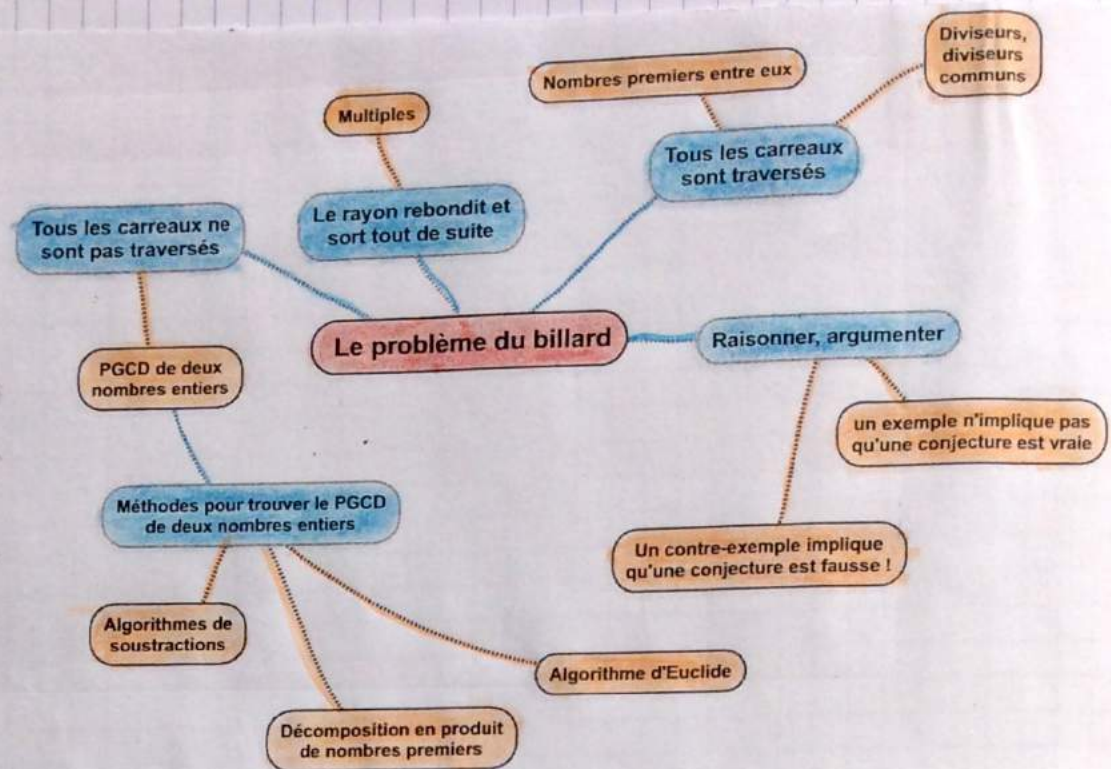 Diviseurs,
diviseurs
communs
Nombres premiers entre eux
Multiples
Tous les carreaux
sont traversés
Le rayon rebondit et
sort tout de suite
Tous les carreaux ne
sont pas traversés
Le problème du billard
Raisonner, argumenter
PGCD de deux
nombres entiers
un exemple n'implique pas
qu'une conjecture est vraie
Méthodes pour trouver le PGCD
de deux nombres entiers
Un contre-exemple implique
qu'une conjecture est fausse !
Algorithmes de
soustractions
Algorithme d'Euclide
Décomposition en produit
de nombres premiers